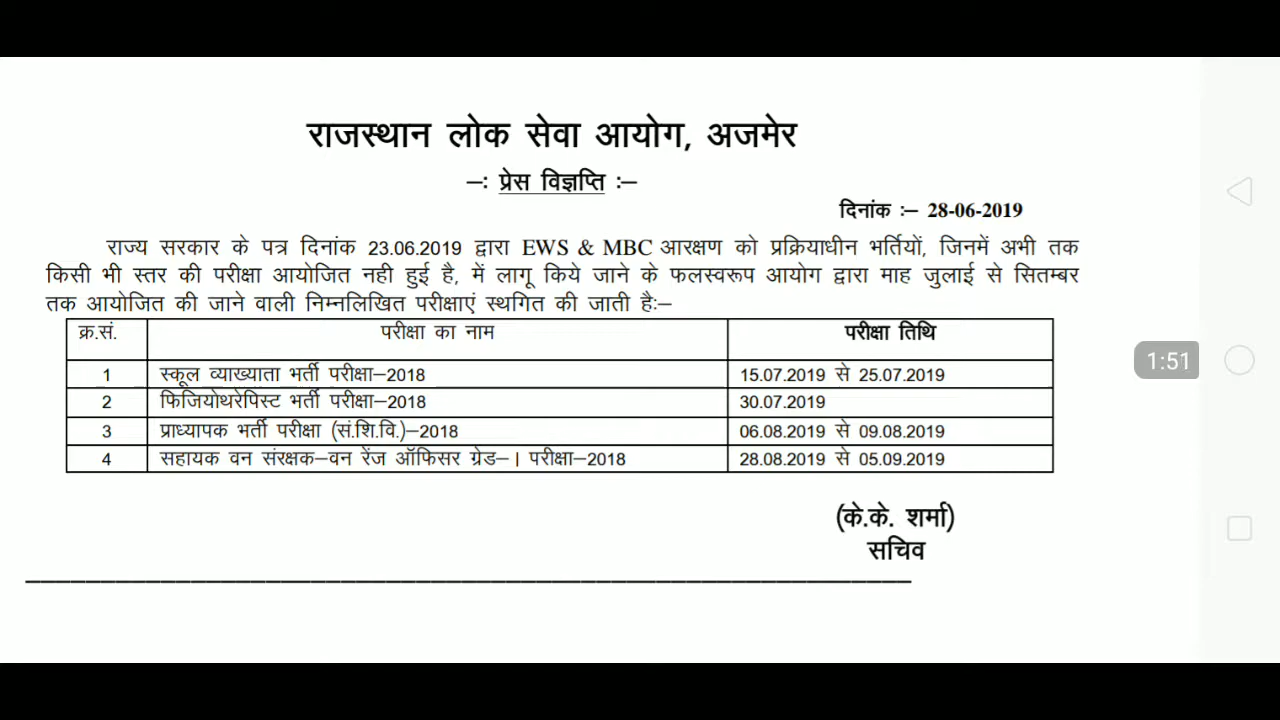 राजस्थान लोक सेवा आयोग, अजमेर
–: प्रेस विज्ञप्ति :–
दिनांक :– 28-06-2019
राज्य सरकार के पत्र दिनांक 23.06.2019 द्वारा EWS & MBC आरक्षण को प्रक्रियाधीन भर्तियों, जिनमें अभी तक
किसी भी स्तर की परीक्षा आयोजित नही हुई है, में लागू किये जाने के फलस्वरूप आयोग द्वारा माह जुलाई से सितम्बर
तक आयोजित की जाने वाली निम्नलिखित परीक्षाएं स्थगित की जाती है:–
क्र.सं. परीक्षा का नाम परीक्षा तिथि
1 स्कूल व्याख्याता भर्ती परीक्षा–2018 15.07.2019 से 25.07.2019
2 फिजियोथरेपिस्ट भर्ती परीक्षा–2018 30.07.2019
3 प्राध्यापक भर्ती परीक्षा (सं.शि.वि.)–2018 06.08.2019 से 09.08.2019
4 सहायक वन संरक्षक–वन रेंज ऑफिसर ग्रेड–। परीक्षा–2018 28.08.2019 से 05.09.2019
(के.के. शर्मा)
सचिव
1:51